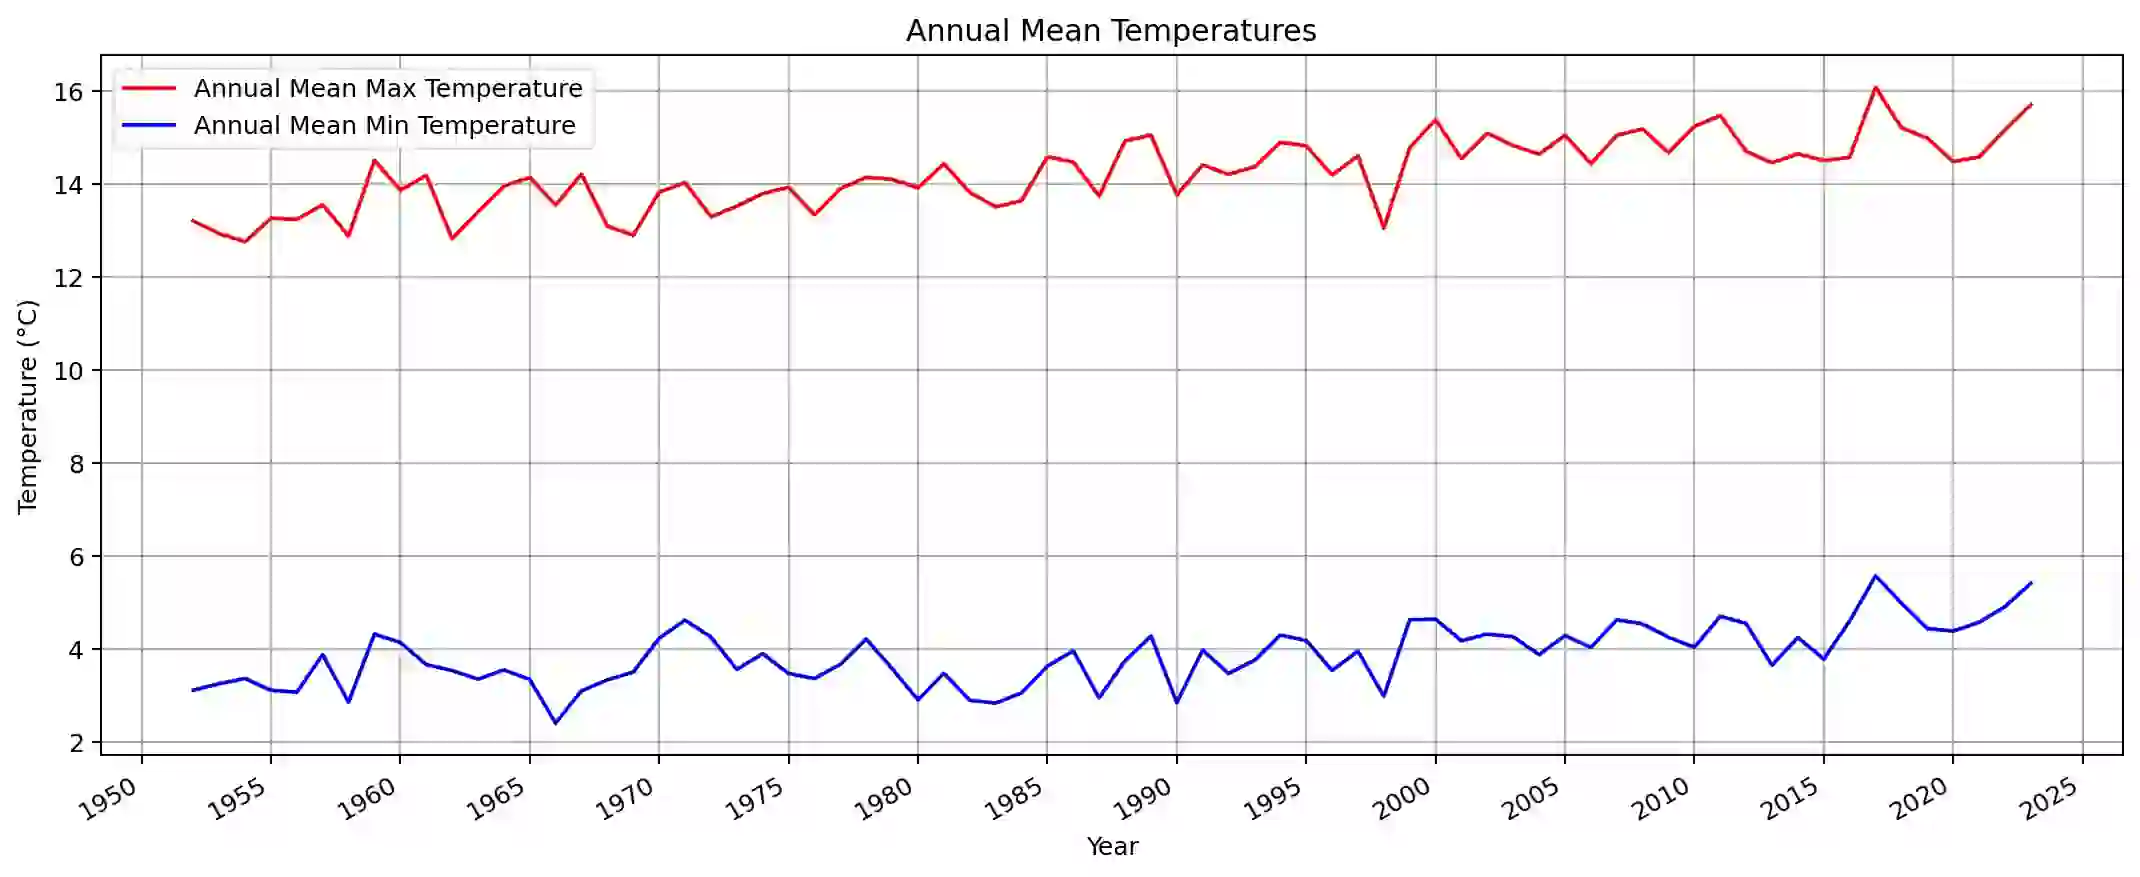 Annual Mean Temperatures
Annual Mean Max Temperature
Annual Mean Min Temperature
Temperature (°C)
16
14
12
10
8
6
4
2
1950 1955 1960 1965 1970 1975 1980 1985 1990 1995 2000 2005 2010 2015 2020 2025
Year